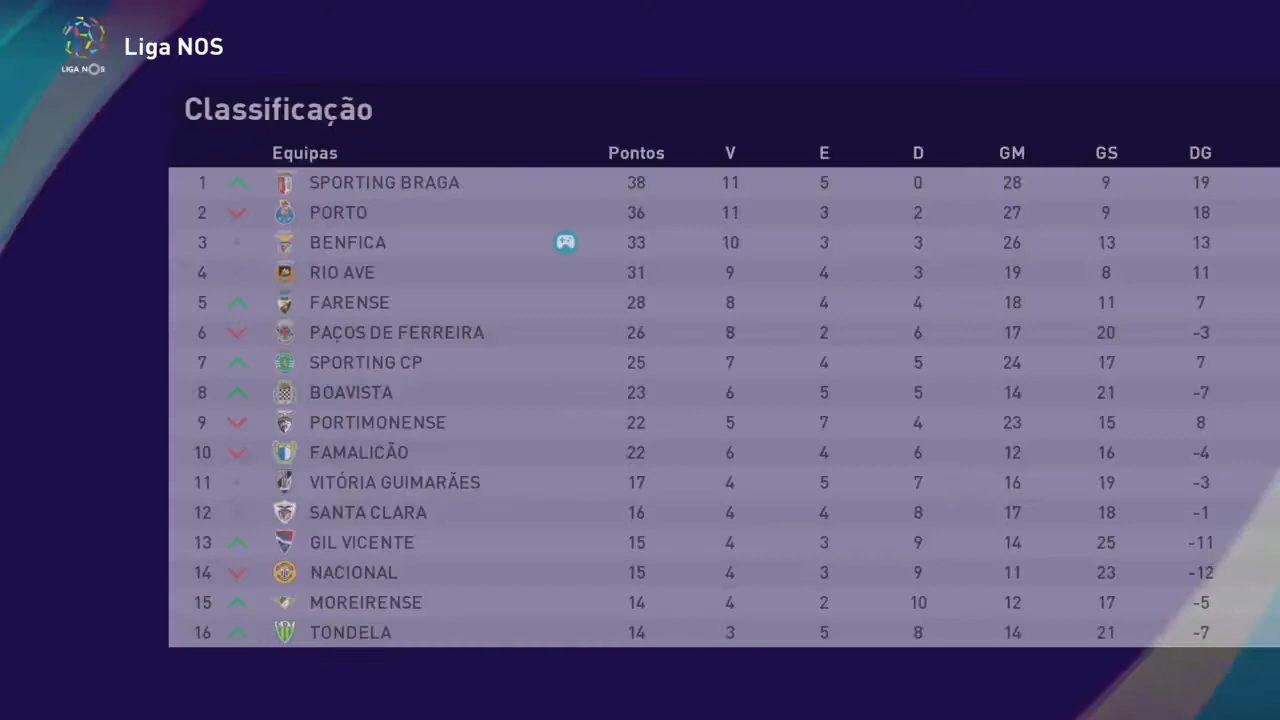 Liga NOS
LIGA NOS
Classificação
Equipas Pontos V E D GM GS DG
1 SPORTING BRAGA 38 11 5 0 28 9 19
2 PORTO 36 11 3 2 27 9 18
3 BENFICA 33 10 3 3 26 13 13
4 RIO AVE 31 9 4 3 19 8 11
5 FARENSE 28 8 4 4 18 11 7
6 PAÇOS DE FERREIRA 26 8 2 6 17 20 -3
7 SPORTING CP 25 7 4 5 24 17 7
8 BOAVISTA 23 6 5 5 14 21 -7
9 PORTIMONENSE 22 5 7 4 23 15 8
10 FAMALICÃO 22 6 4 6 12 16 -4
11 VITÓRIA GUIMARÃES 17 4 5 7 16 19 -3
12 SANTA CLARA 16 4 4 8 17 18 -1
13 GIL VICENTE 15 4 3 9 14 25 -11
14 NACIONAL 15 4 3 9 11 23 -12
15 MOREIRENSE 14 4 2 10 12 17 -5
16 TONDELA 14 3 5 8 14 21 -7